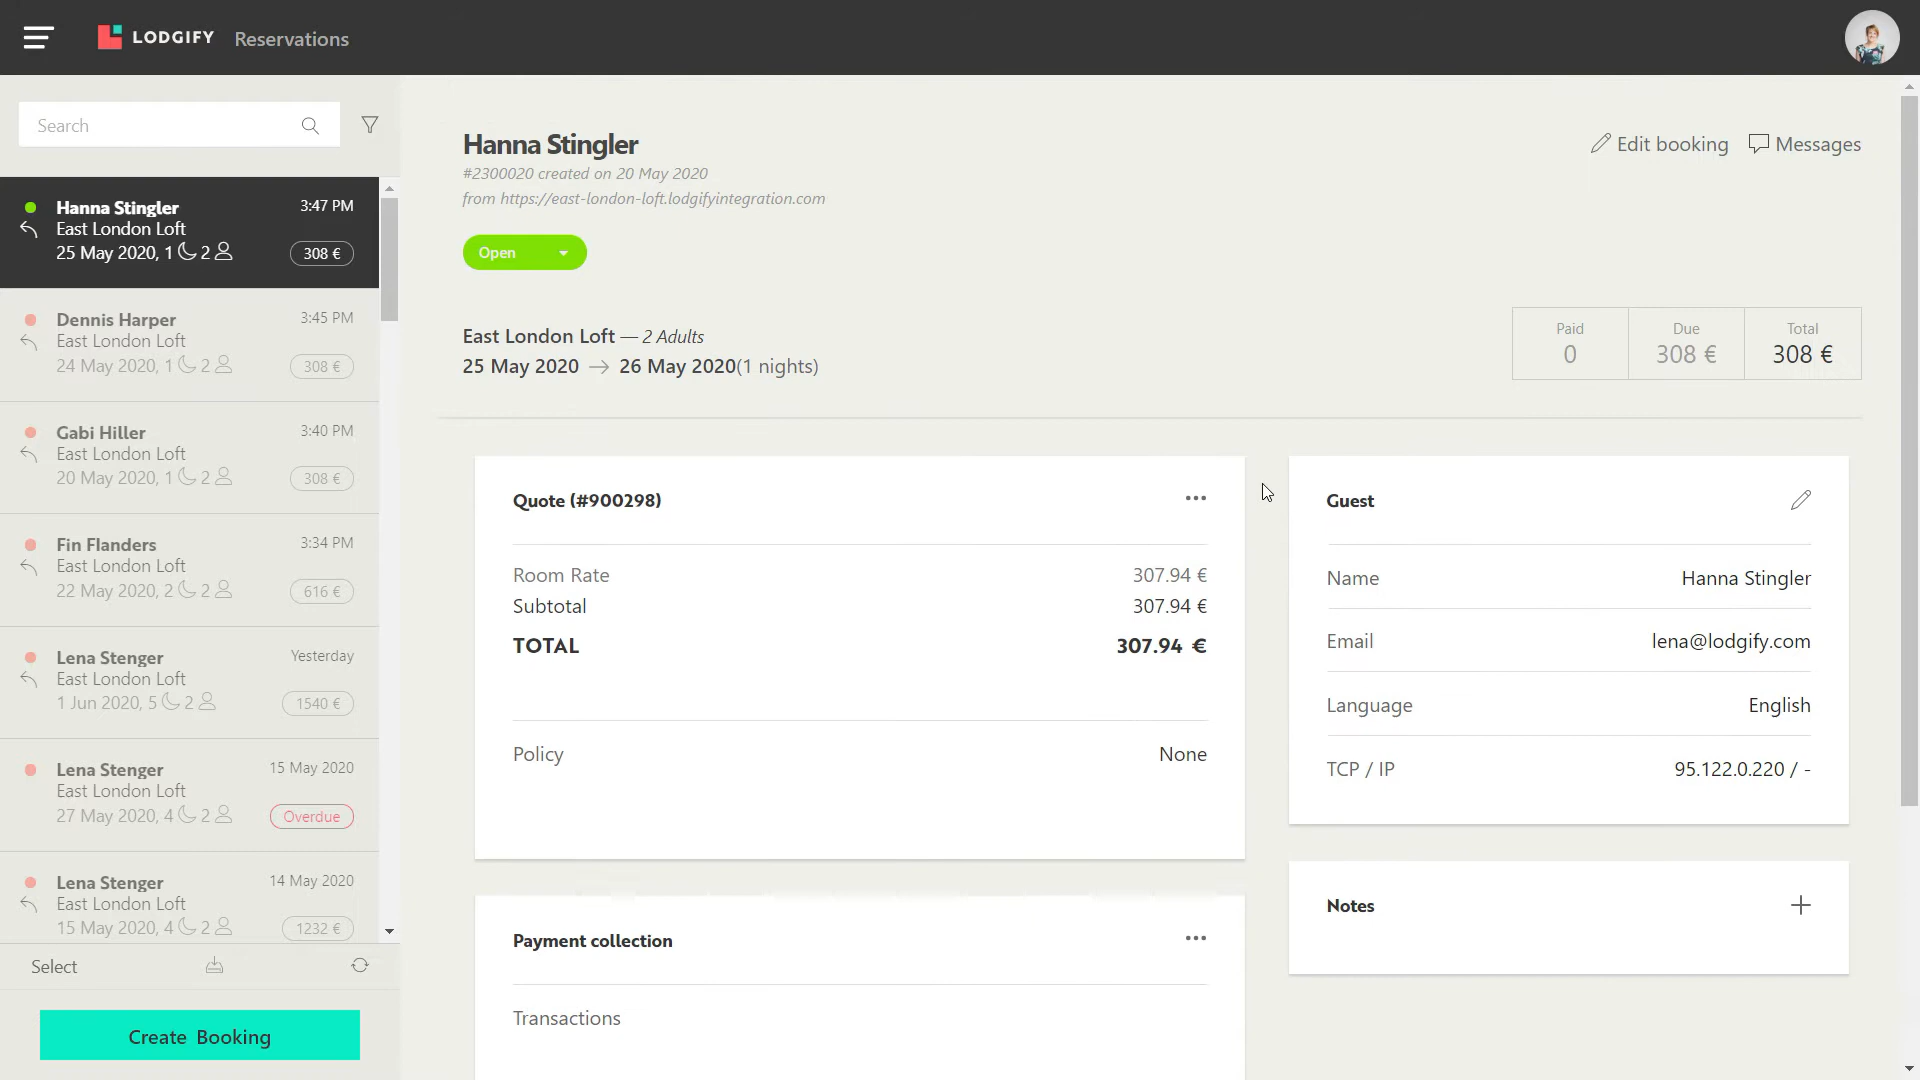 LODGIFY Reservations
Search
Hanna Stingler 3:47 PM
East London Loft
25 May 2020, 1 2 308 €
Dennis Harper 3:45 PM
East London Loft
24 May 2020, 1 2 308 €
Gabi Hiller 3:40 PM
East London Loft
20 May 2020, 1 2 308 €
Fin Flanders 3:34 PM
East London Loft
22 May 2020, 2 2 616 €
Lena Stenger Yesterday
East London Loft
1 Jun 2020, 5 2 1540 €
Lena Stenger 15 May 2020
East London Loft
27 May 2020, 4 2 Overdue
Lena Stenger 14 May 2020
East London Loft
15 May 2020, 4 2 1232 €
Select
Create Booking
Hanna Stingler
#2300020 created on 20 May 2020
from https://east-london-loft.lodgifyintegration.com
Edit booking Messages
Open
East London Loft — 2 Adults
25 May 2020 → 26 May 2020(1 nights)
Paid Due Total
0 308 € 308 €
Quote (#900298)
Room Rate 307.94 €
Subtotal 307.94 €
TOTAL 307.94 €
Policy None
Payment collection
Transactions
Guest
Name Hanna Stingler
Email lena@lodgify.com
Language English
TCP / IP 95.122.0.220 / -
Notes